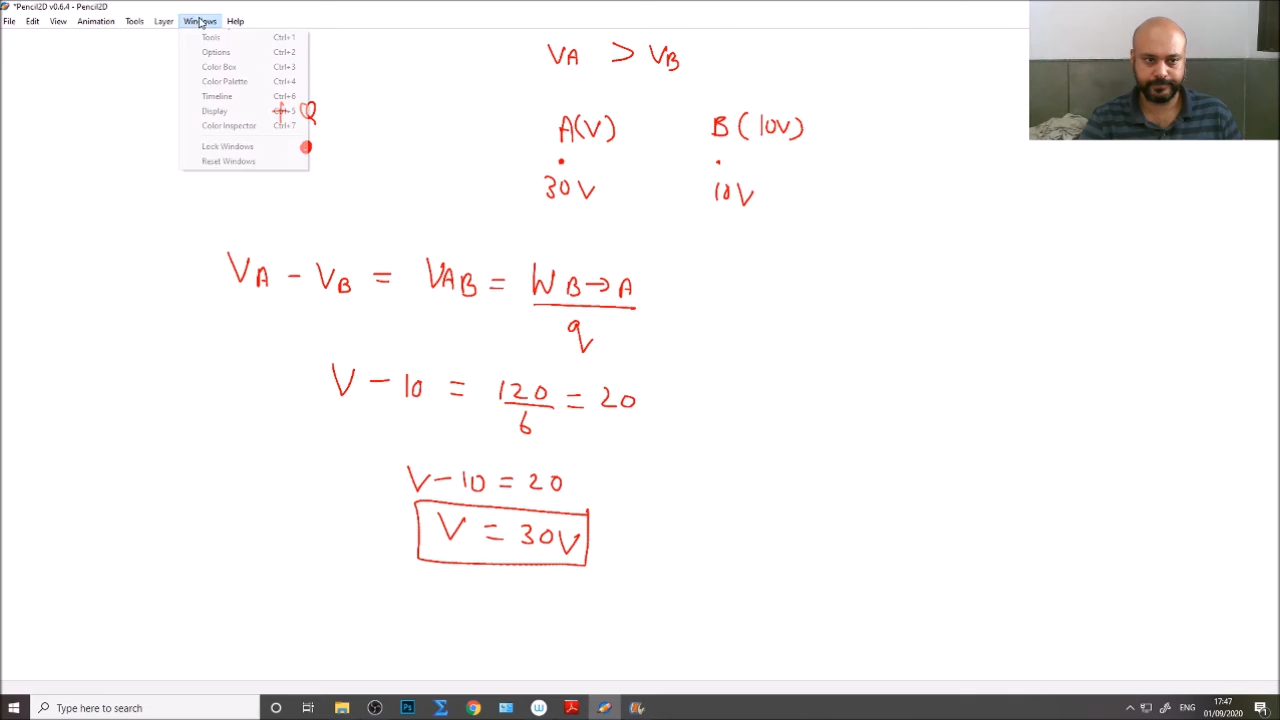 *Pencil2D v0.6.4 - Pencil2D
File Edit View Animation Tools Layer Windows Help
Tools Ctrl+1
Options Ctrl+2
Color Box Ctrl+3
Color Palette Ctrl+4
Timeline Ctrl+6
Display Ctrl+5
Color Inspector Ctrl+7
Lock Windows
Reset Windows
+ Q
VA > VB
A(V) B(10V)
30V 10V
VA - VB = VAB = WB→A
q
V - 10 = 120 = 20
6
V - 10 = 20
V = 30V
Type here to search
17:47
01/09/2020